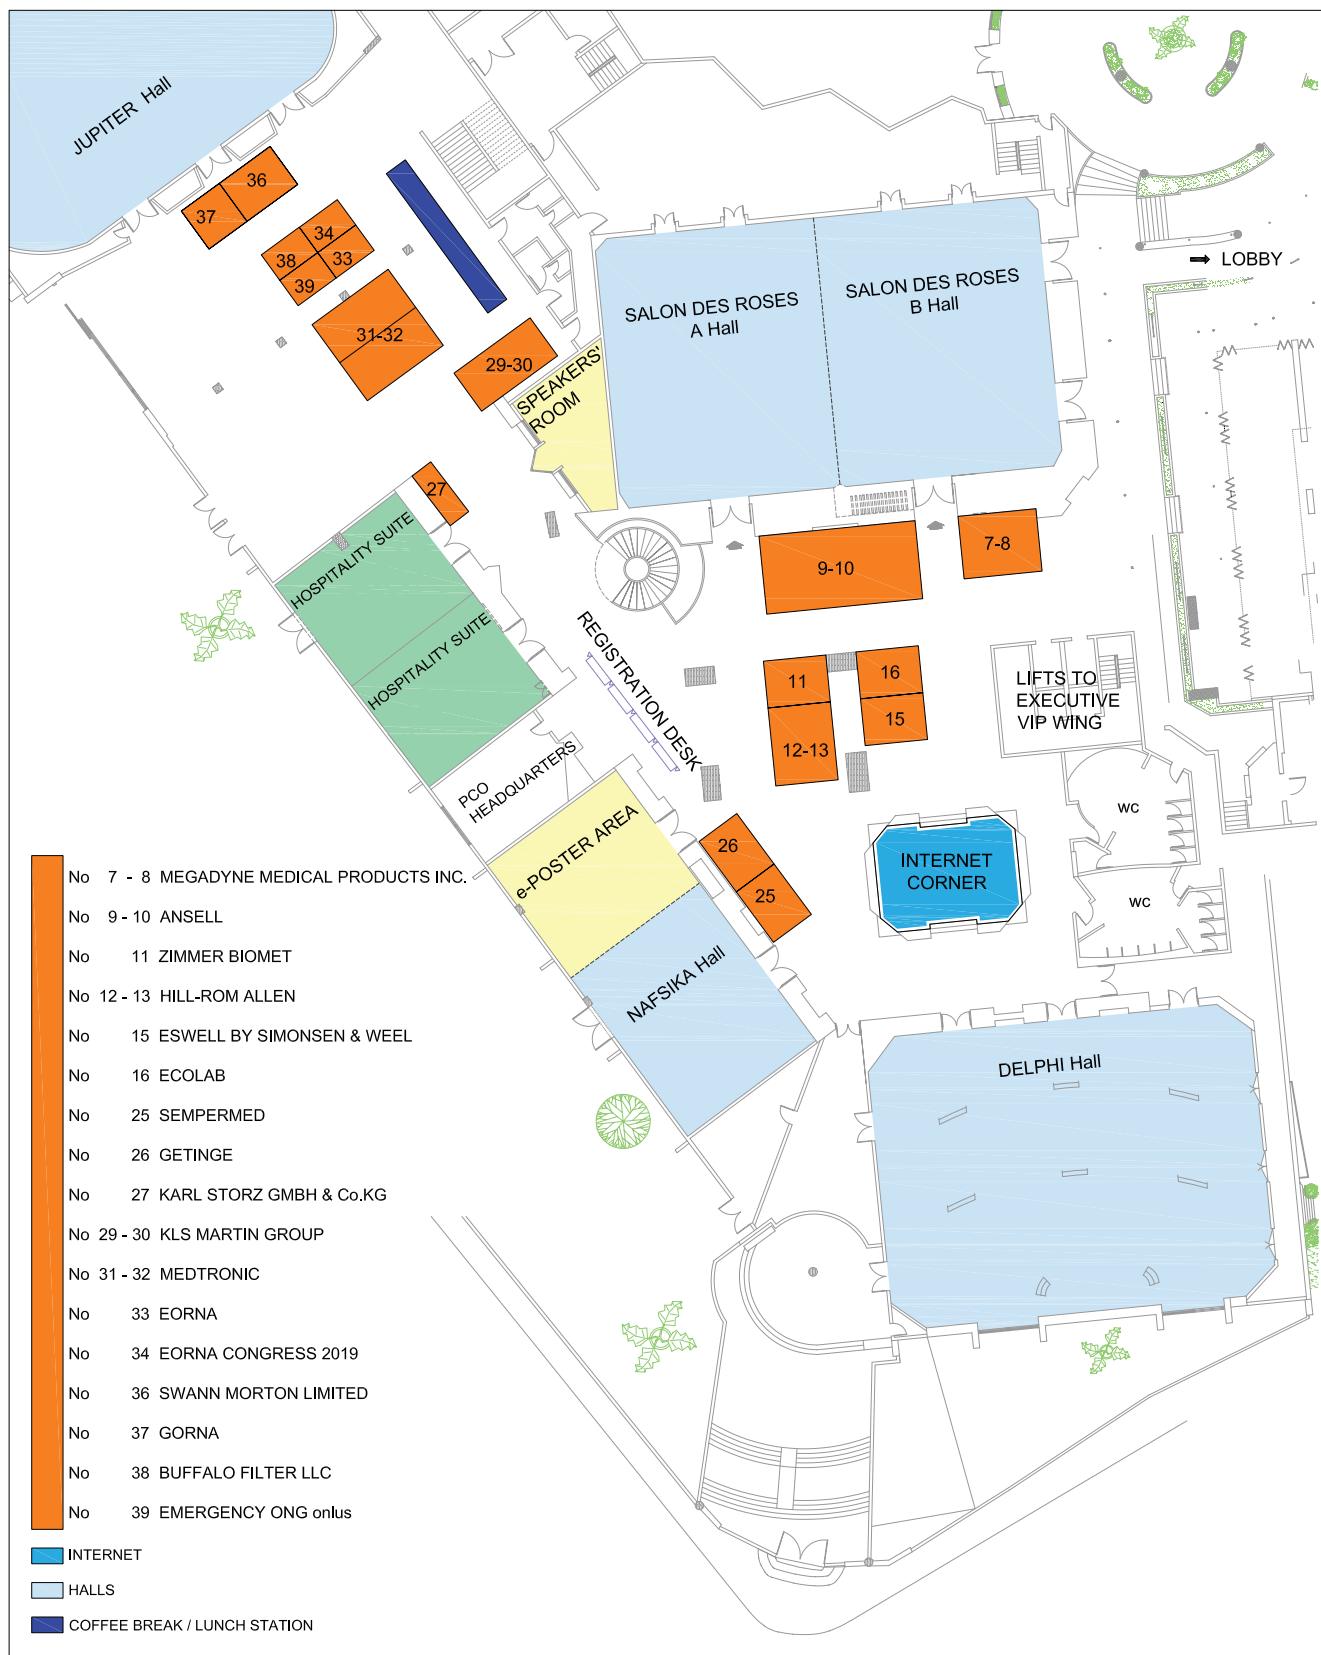 JUPITER Hall
36
37
34
33
38
39
31-32
29-30
SPEAKERS'
ROOM
SALON DES ROSES
A Hall
SALON DES ROSES
B Hall
LOBBY
27
HOSPITALITY SUITE
HOSPITALITY SUITE
9-10
7-8
REGISTRATION DESK
11
16
15
12-13
LIFTS TO
EXECUTIVE
VIP WING
PCO
HEADQUARTERS
WC
e-POSTER AREA
26
25
INTERNET
CORNER
WC
NAFSIKA Hall
DELPHI Hall
No 7 - 8 MEGADYNE MEDICAL PRODUCTS INC.
No 9 - 10 ANSELL
No 11 ZIMMER BIOMET
No 12 - 13 HILL-ROM ALLEN
No 15 ESWELL BY SIMONSEN & WEEL
No 16 ECOLAB
No 25 SEMPERMED
No 26 GETINGE
No 27 KARL STORZ GMBH & Co.KG
No 29 - 30 KLS MARTIN GROUP
No 31 - 32 MEDTRONIC
No 33 EORNA
No 34 EORNA CONGRESS 2019
No 36 SWANN MORTON LIMITED
No 37 GORNA
No 38 BUFFALO FILTER LLC
No 39 EMERGENCY ONG onlus
INTERNET
HALLS
COFFEE BREAK / LUNCH STATION